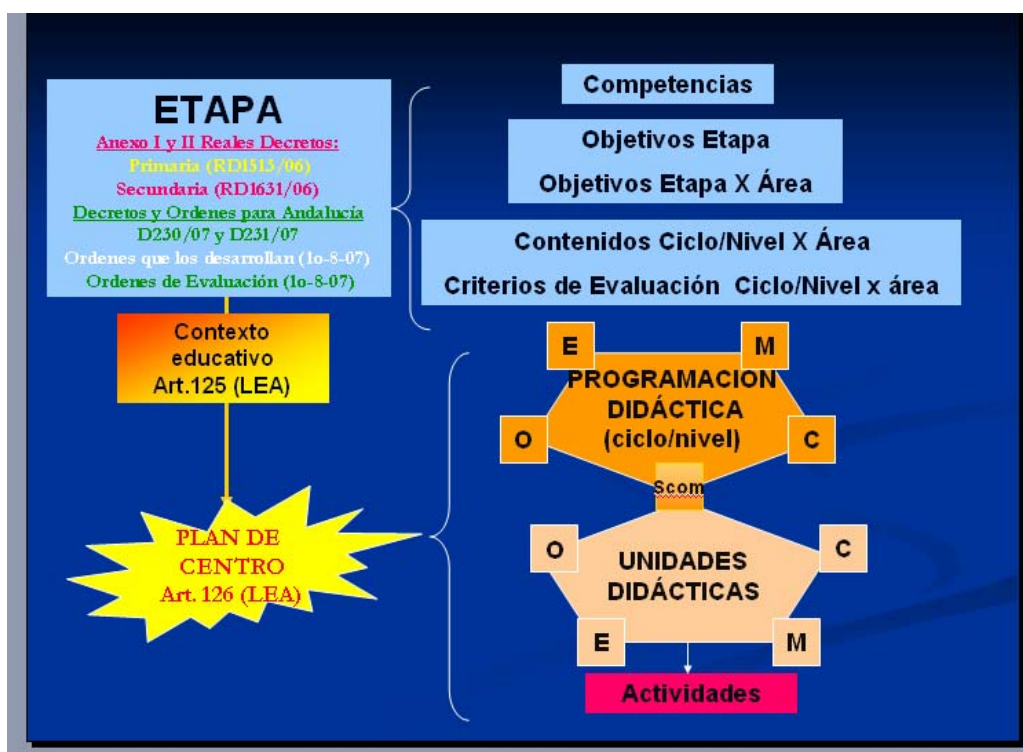 ETAPA
Anexo I y II Reales Decretos:
Primaria (RD1513/06)
Secundaria (RD1631/06)
Decretos y Ordenes para Andalucía
D230/07 y D231/07
Ordenes que los desarrollan (1o-8-07)
Ordenes de Evaluación (1o-8-07)
Competencias
Objetivos Etapa
Objetivos Etapa X Área
Contenidos Ciclo/Nivel X Área
Criterios de Evaluación Ciclo/Nivel x área
Contexto
educativo
Art.125 (LEA)
PLAN DE
CENTRO
Art. 126 (LEA)
E
M
PROGRAMACIÓN
DIDÁCTICA
(ciclo/nivel)
O
C
Scom
O
C
UNIDADES
DIDÁCTICAS
E
M
Actividades